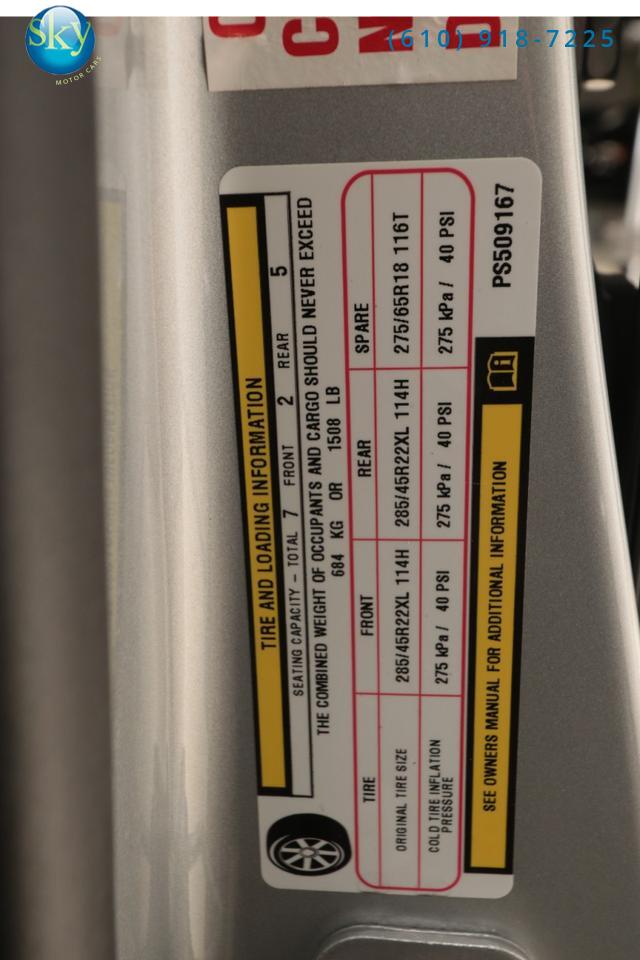 Sky
MOTOR CARS
(610) 918-7225
TIRE AND LOADING INFORMATION
SEATING CAPACITY - TOTAL 7 FRONT 2 REAR 5
THE COMBINED WEIGHT OF OCCUPANTS AND CARGO SHOULD NEVER EXCEED
684 KG OR 1508 LB
TIRE FRONT REAR SPARE
ORIGINAL TIRE SIZE 285/45R22XL 114H 285/45R22XL 114H 275/65R18 116T
COLD TIRE INFLATION
PRESSURE 275 kPa / 40 PSI 275 kPa / 40 PSI 275 kPa / 40 PSI
SEE OWNERS MANUAL FOR ADDITIONAL INFORMATION
PS509167